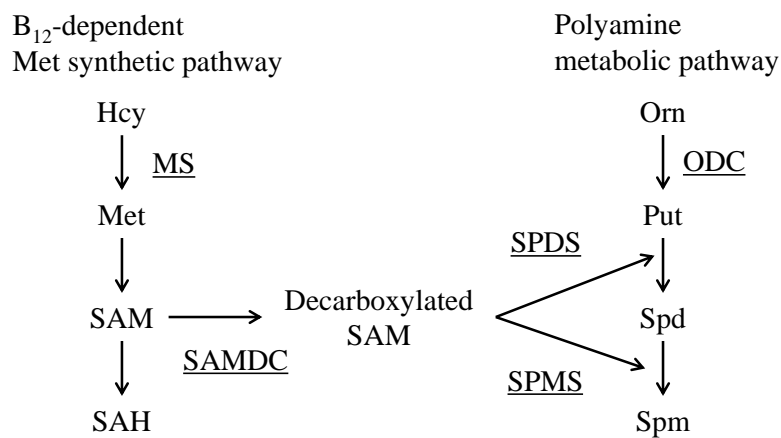 B₁₂-dependent
Met synthetic pathway
Polyamine
metabolic pathway
Hcy
Orn
MS
ODC
Met
Put
SPDS
SAM
Decarboxylated
SAM
Spd
SAMDC
SPMS
SAH
Spm